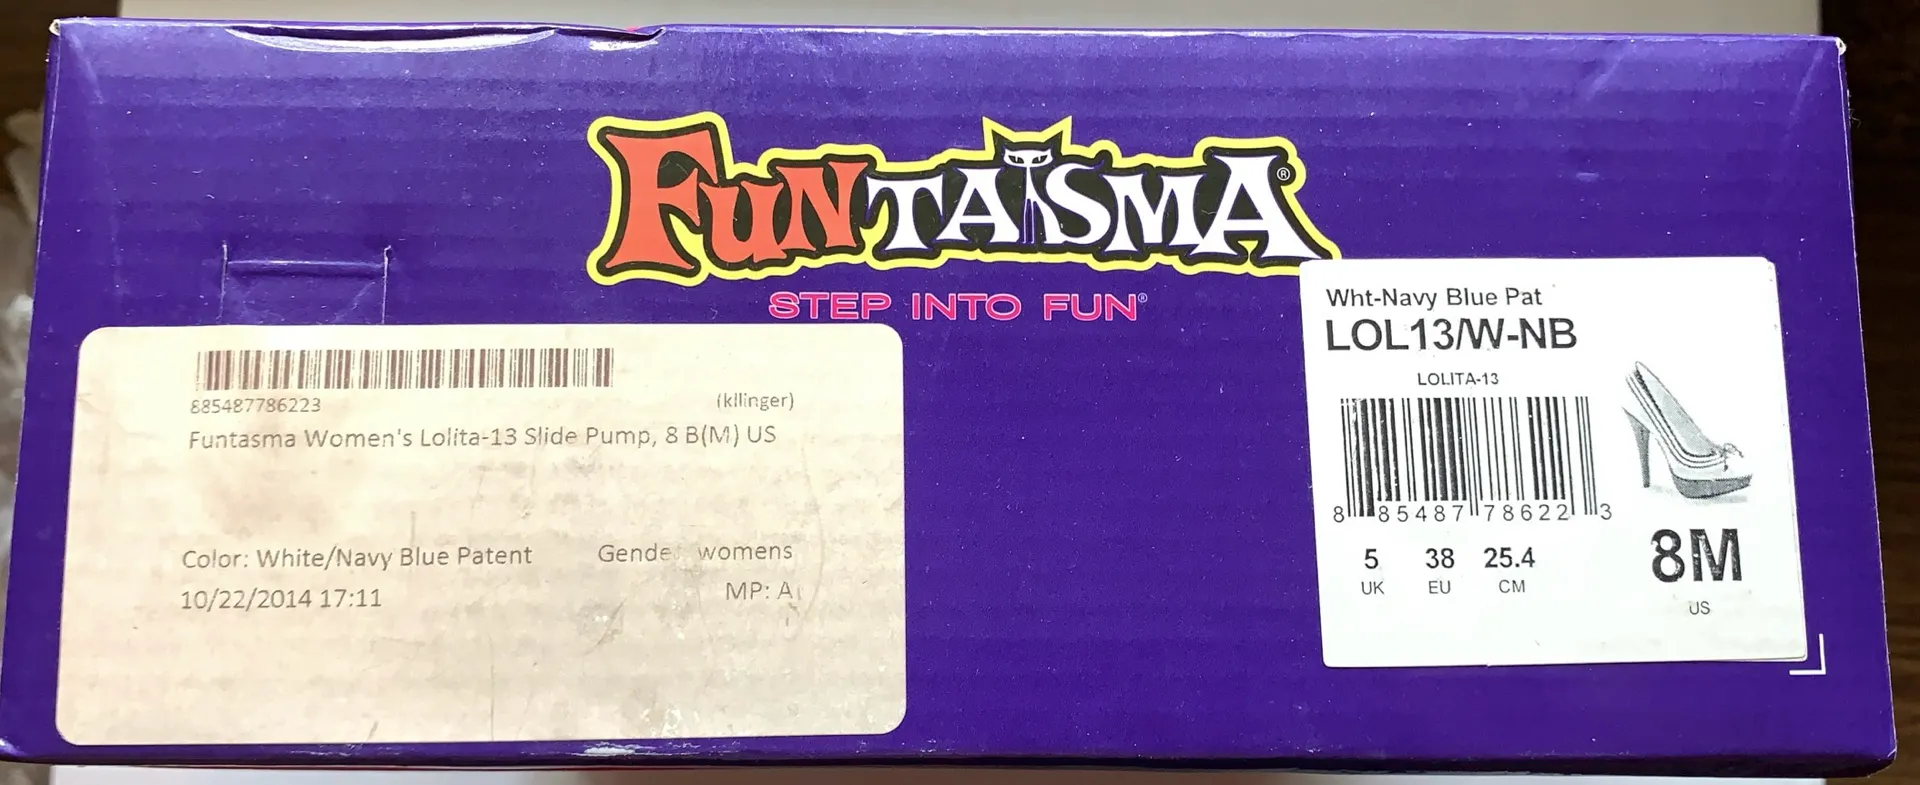 FUNTASMA®
STEP INTO FUN®
885487786223 (kllinger)
Funtasma Women's Lolita-13 Slide Pump, 8 B(M) US
Color: White/Navy Blue Patent Gende womens
10/22/2014 17:11 MP: A
Wht-Navy Blue Pat
LOL13/W-NB
LOLITA-13
8 85487 78622 3
5 38 25.4
UK EU CM
8M
US